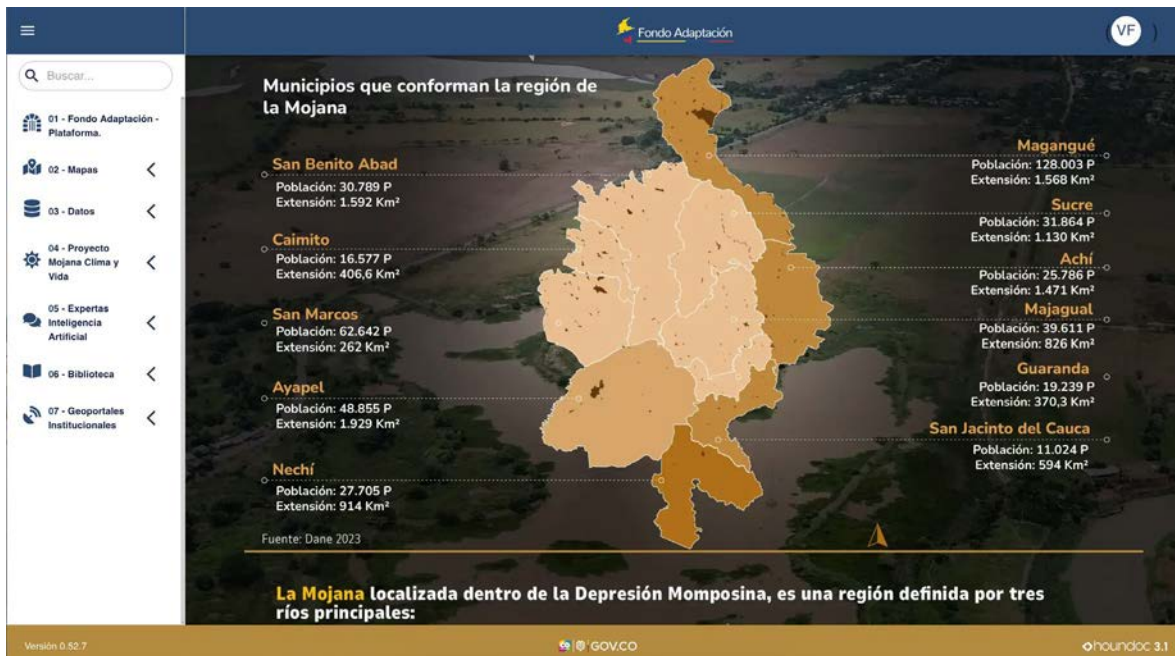 Fondo Adaptación
VF
Buscar...
01 - Fondo Adaptación -
Plataforma.
02 - Mapas
03 - Datos
04 - Proyecto
Mojana Clima y
Vida
05 - Expertas
Inteligencia
Artificial
06 - Biblioteca
07 - Geoportales
Institucionales
Municipios que conforman la región de
la Mojana
San Benito Abad
Población: 30.789 P
Extensión: 1.592 Km²
Caimito
Población: 16.577 P
Extensión: 406,6 Km²
San Marcos
Población: 62.642 P
Extensión: 262 Km²
Ayapel
Población: 48.855 P
Extensión: 1.929 Km²
Nechí
Población: 27.705 P
Extensión: 914 Km²
Magangué
Población: 128.003 P
Extensión: 1.568 Km²
Sucre
Población: 31.864 P
Extensión: 1.130 Km²
Achí
Población: 25.786 P
Extensión: 1.471 Km²
Majagual
Población: 39.611 P
Extensión: 826 Km²
Guaranda
Población: 19.239 P
Extensión: 370,3 Km²
San Jacinto del Cauca
Población: 11.024 P
Extensión: 594 Km²
Fuente: Dane 2023
La Mojana localizada dentro de la Depresión Momposina, es una región definida por tres
ríos principales:
Versión 0.52.7
GOV.CO
houndoc 3.1